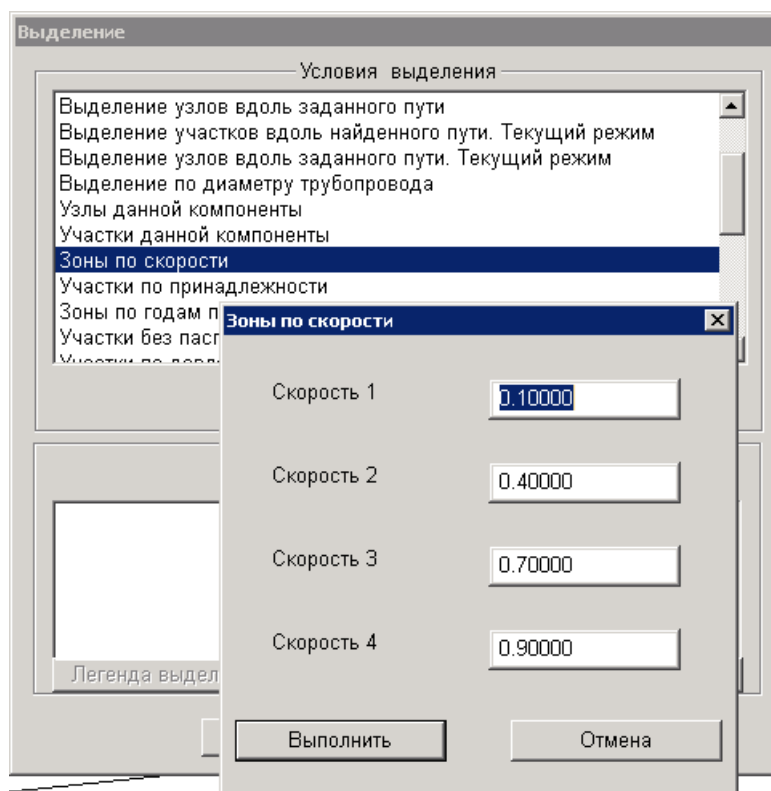 Выделение
Условия выделения
Выделение узлов вдоль заданного пути
Выделение участков вдоль найденного пути. Текущий режим
Выделение узлов вдоль заданного пути. Текущий режим
Выделение по диаметру трубопровода
Узлы данной компоненты
Участки данной компоненты
Зоны по скорости
Участки по принадлежности
Зоны по годам п
Участки без пасп
Зоны по скорости
Скорость 1
0.10000
Скорость 2
0.40000
Скорость 3
0.70000
Скорость 4
0.90000
Легенда выдел
Выполнить
Отмена